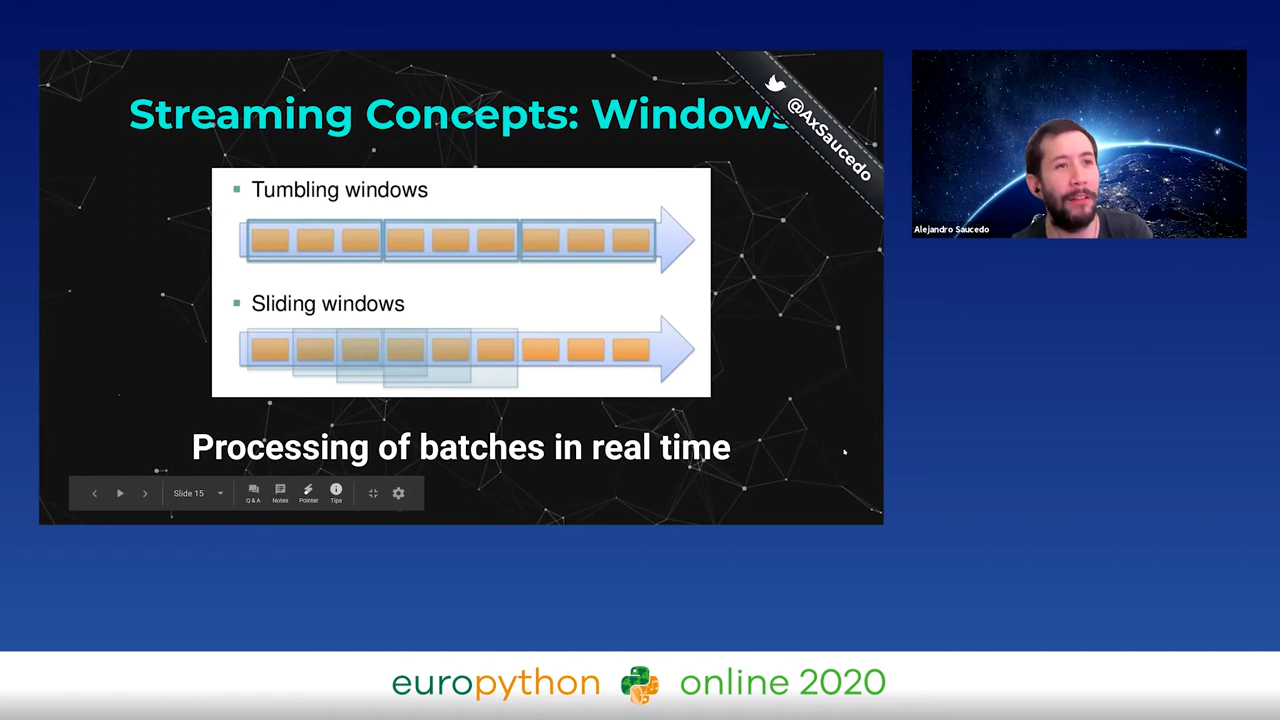 Streaming Concepts: Windows
@AxSaucedo
Tumbling windows
Sliding windows
Processing of batches in real time
Slide 15
Q & A
Notes
Pointer
Tips
Alejandro Saucedo
europython online 2020